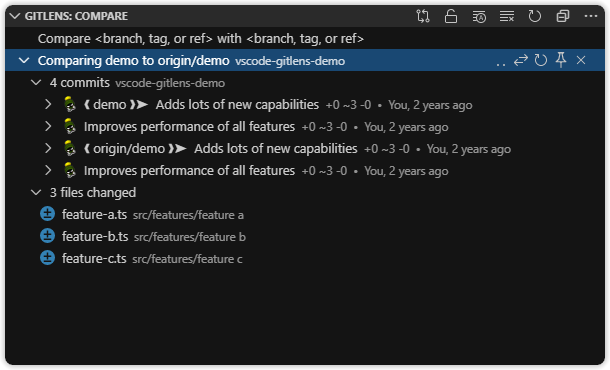 GITLENS: COMPARE
Compare <branch, tag, or ref> with <branch, tag, or ref>
Comparing demo to origin/demo vscode-gitlens-demo
4 commits vscode-gitlens-demo
❨ demo ❩➤ Adds lots of new capabilities +0 ~3 -0 • You, 2 years ago
Improves performance of all features +0 ~3 -0 • You, 2 years ago
❨ origin/demo ❩➤ Adds lots of new capabilities +0 ~3 -0 • You, 2 years ago
Improves performance of all features +0 ~3 -0 • You, 2 years ago
3 files changed
feature-a.ts src/features/feature a
feature-b.ts src/features/feature b
feature-c.ts src/features/feature c